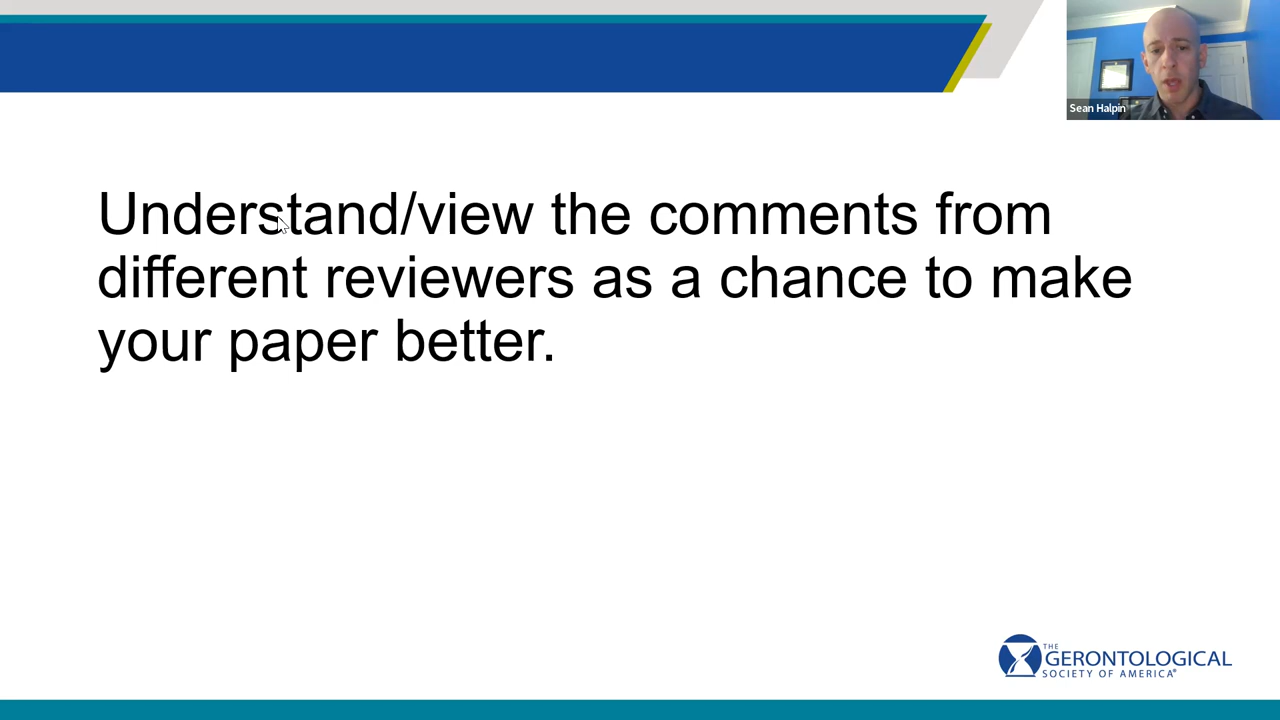 Sean Halpin
Understand/view the comments from
different reviewers as a chance to make
your paper better.
THE
GERONTOLOGICAL
SOCIETY OF AMERICA®